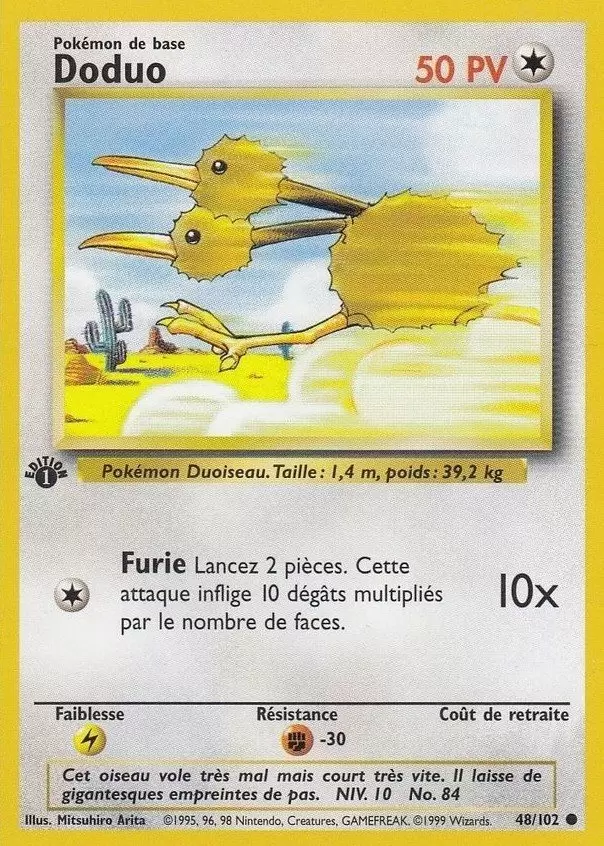 Pokémon de base
Doduo
50 PV
EDITION
1
Pokémon Duoiseau. Taille: 1,4 m, poids: 39,2 kg
Furie Lancez 2 pièces. Cette
attaque inflige 10 dégâts multipliés
par le nombre de faces.
10x
Faiblesse
Résistance
Coût de retraite
-30
Cet oiseau vole très mal mais court très vite. Il laisse de
gigantesques empreintes de pas. NIV. 10 No. 84
Illus. Mitsuhiro Arita ©1995, 96, 98 Nintendo, Creatures, GAMEFREAK. ©1999 Wizards. 48/102